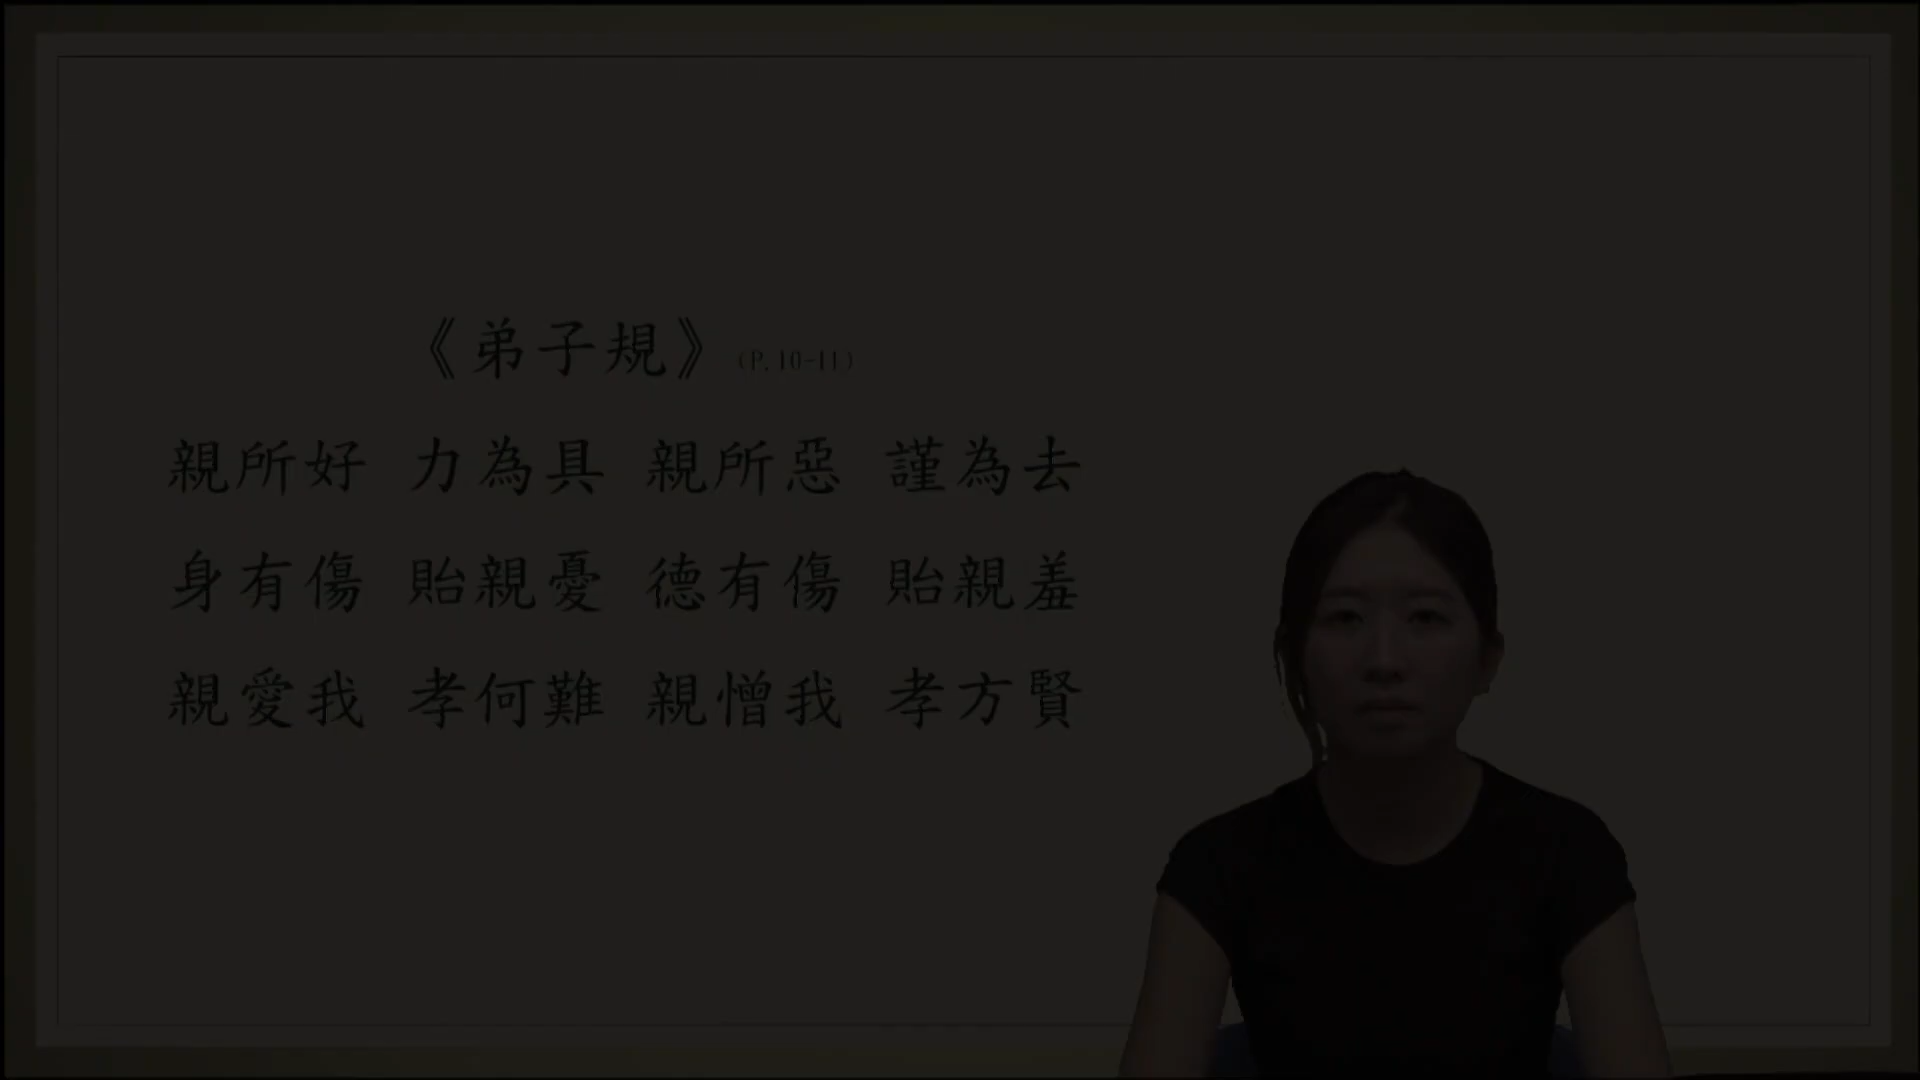 《弟子規》(P.10-11)
親所好 力為具 親所惡 謹為去
身有傷 貽親憂 德有傷 貽親羞
親愛我 孝何難 親憎我 孝方賢